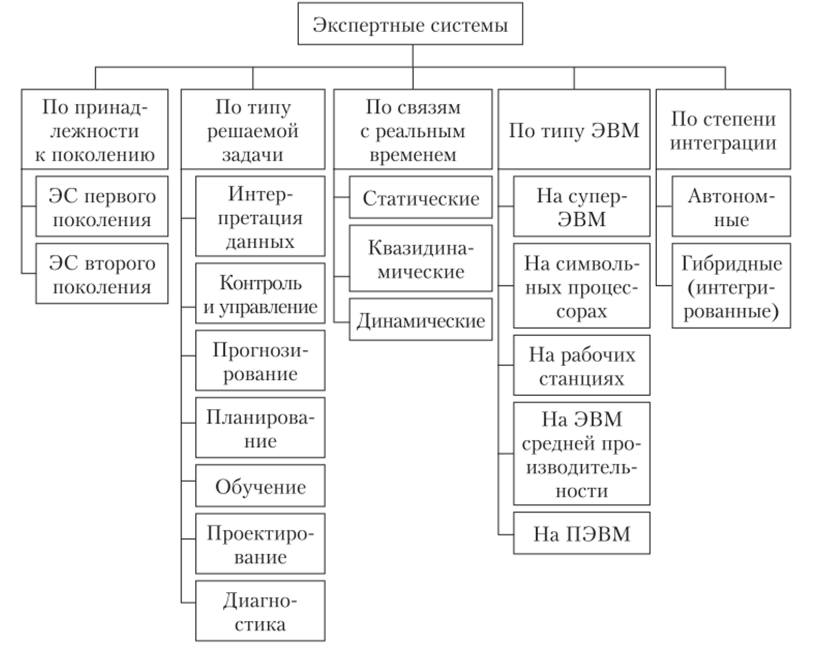 Экспертные системы
По принад-
лежности
к поколению
ЭС первого
поколения
ЭС второго
поколения
По типу
решаемой
задачи
Интер-
претация
данных
Контроль
и управление
Прогнози-
рование
Планирова-
ние
Обучение
Проектиро-
вание
Диагно-
стика
По связям
с реальным
временем
Статические
Квазидина-
мические
Динамические
По типу ЭВМ
На супер-
ЭВМ
На символь-
ных процес-
сорах
На рабочих
станциях
На ЭВМ
средней про-
изводитель-
ности
На ПЭВМ
По степени
интеграции
Автоном-
ные
Гибридные
(интегри-
рованные)